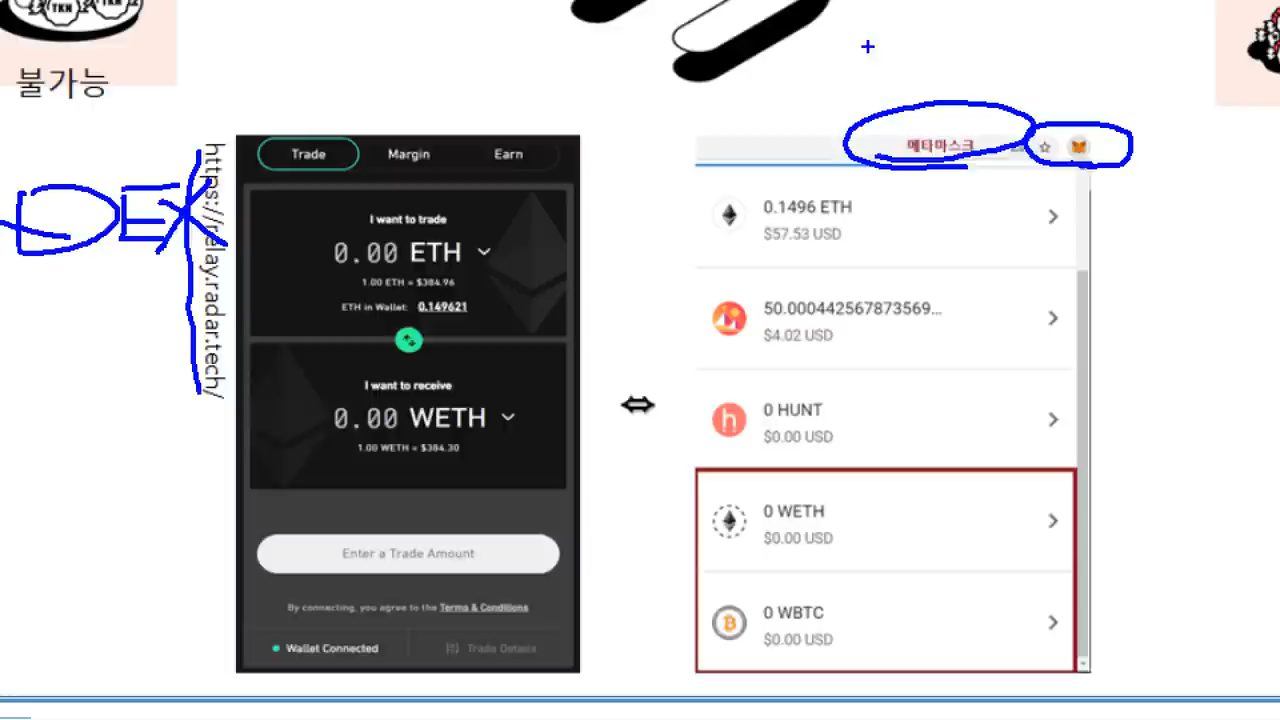 TKN
TKN
불가능
DEX
https://relay.radar.tech/
Trade
Margin
Earn
I want to trade
0.00 ETH
1.00 ETH = $384.96
ETH in Wallet: 0.149621
I want to receive
0.00 WETH
1.00 WETH = $384.30
Enter a Trade Amount
By connecting, you agree to the Terms & Conditions
Wallet Connected
Trade Details
메타마스크
0.1496 ETH
$57.53 USD
50.000442567873569...
$4.02 USD
0 HUNT
$0.00 USD
0 WETH
$0.00 USD
0 WBTC
$0.00 USD